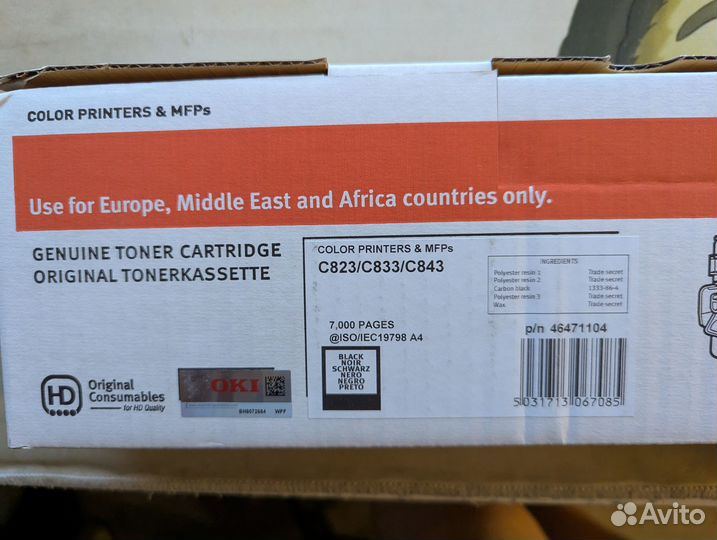 COLOR PRINTERS & MFPs
Use for Europe, Middle East and Africa countries only.
GENUINE TONER CARTRIDGE
ORIGINAL TONERKASSETTE
COLOR PRINTERS & MFPs
C823/C833/C843
7,000 PAGES
@ISO/IEC19798 A4
BLACK
NOIR
SCHWARZ
NERO
NEGRO
PRETO
INGREDIENTS
Polyester resin 1 Trade secret
Polyester resin 2 Trade secret
Carbon black 1333-86-4
Polyester resin 3 Trade secret
Wax Trade secret
p/n 46471104
5031713 067085
HD
Original
Consumables
for HD Quality
OKI
BH6072684 WPF
Avito